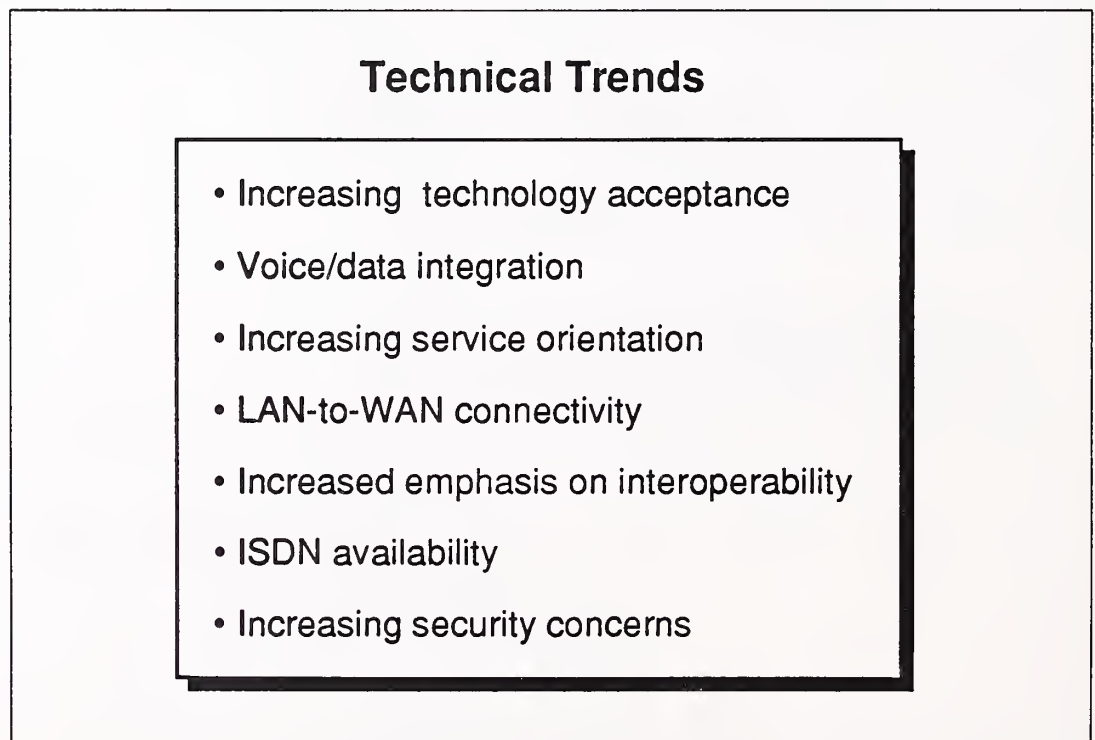 Technical Trends
• Increasing technology acceptance
• Voice/data integration
• Increasing service orientation
• LAN-to-WAN connectivity
• Increased emphasis on interoperability
• ISDN availability
• Increasing security concerns